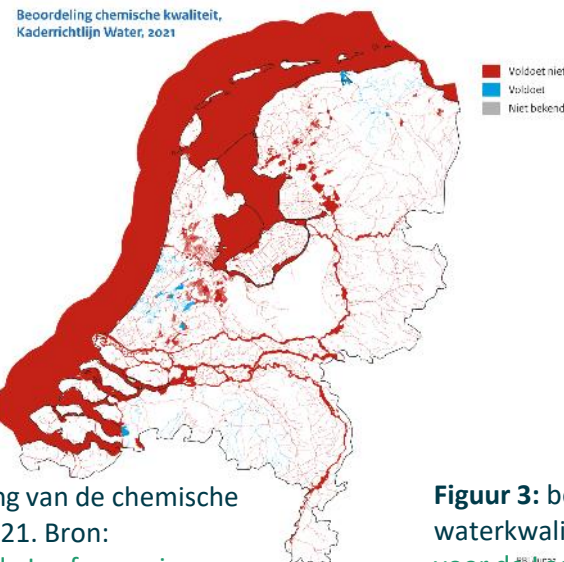 Beoordeling chemische kwaliteit,
Kaderrichtlijn Water, 2021
Voldoet niet
Voldoet
Niet bekend
ng van de chemische
21. Bron:
Figuur 3: be
waterkwali